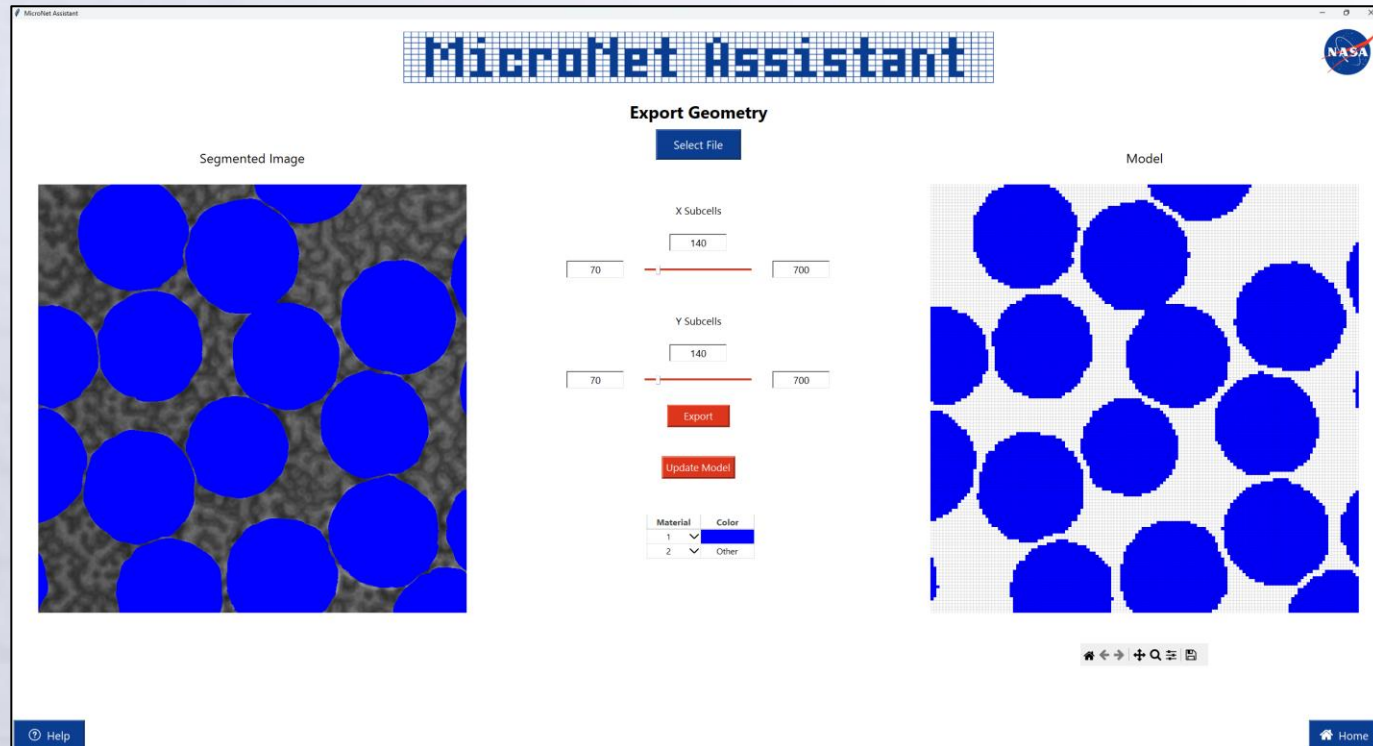 MicroNet Assistant
MicroNet Assistant
NASA
Export Geometry
Select File
Segmented Image
Model
X Subcells
140
70
700
Y Subcells
140
70
700
Export
Update Model
Material Color
1
2 Other
Help
Home